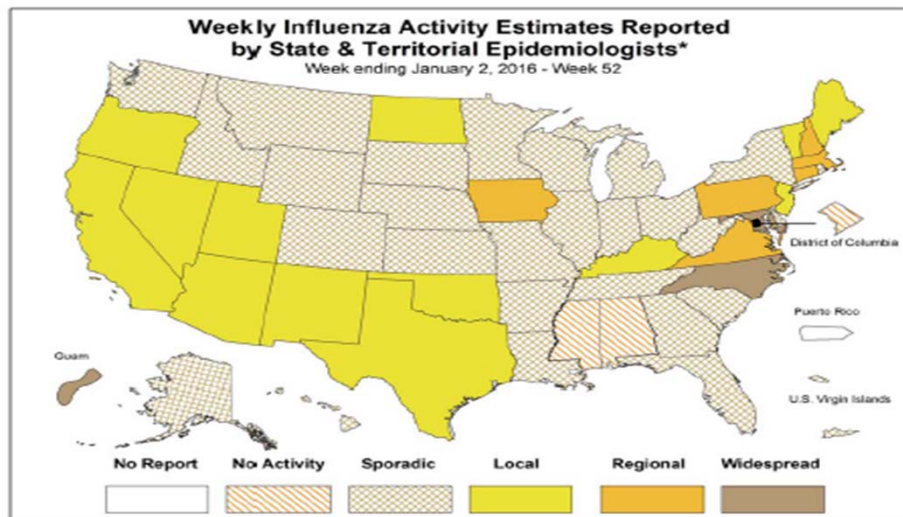 Weekly Influenza Activity Estimates Reported
by State & Territorial Epidemiologists*
Week ending January 2, 2016 - Week 52
District of Columbia
Puerto Rico
Guam
U.S. Virgin Islands
No Report No Activity Sporadic Local Regional Widespread